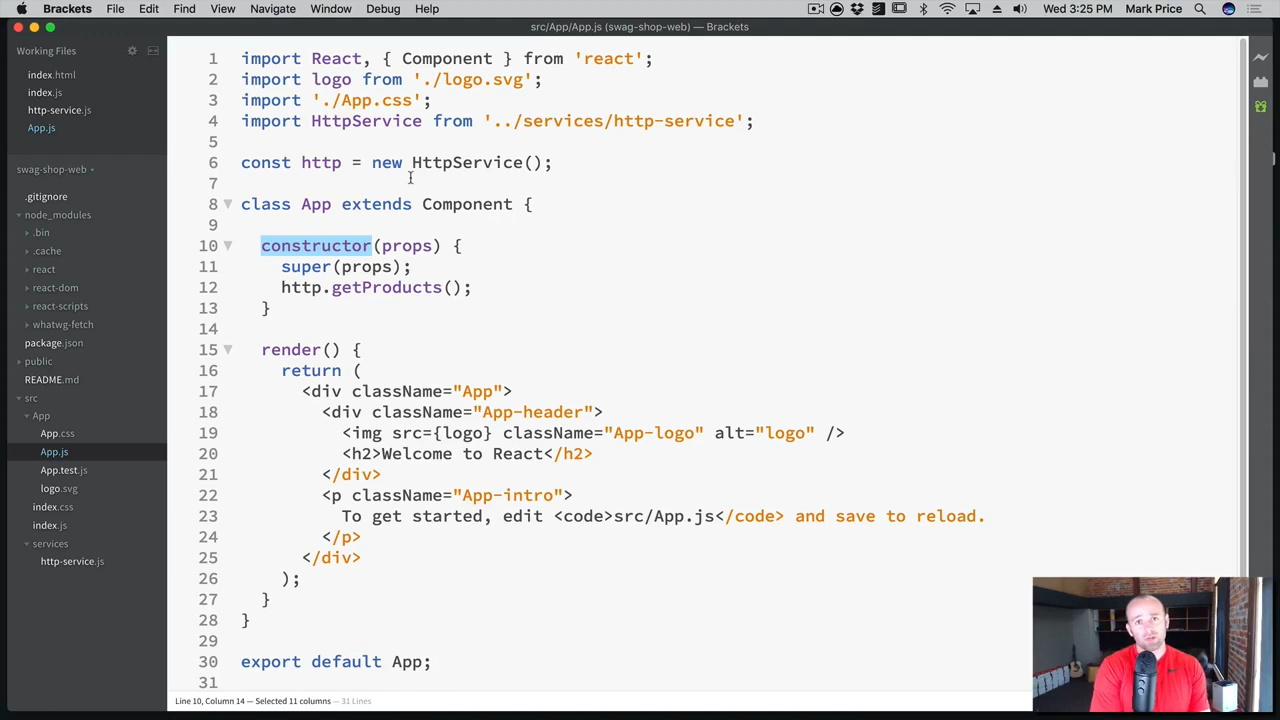 Brackets File Edit Find View Navigate Window Debug Help Wed 3:25 PM Mark Price
src/App/App.js (swag-shop-web) — Brackets
Working Files
index.html
index.js
http-service.js
App.js
swag-shop-web
.gitignore
node_modules
.bin
.cache
react
react-dom
react-scripts
whatwg-fetch
package.json
public
README.md
src
App
App.css
App.js
App.test.js
logo.svg
index.css
index.js
services
http-service.js
1 import React, { Component } from 'react';
2 import logo from './logo.svg';
3 import './App.css';
4 import HttpService from '../services/http-service';
5
6 const http = new HttpService();
7
8 class App extends Component {
9
10 constructor(props) {
11 super(props);
12 http.getProducts();
13 }
14
15 render() {
16 return (
17 <div className="App">
18 <div className="App-header">
19 <img src={logo} className="App-logo" alt="logo" />
20 <h2>Welcome to React</h2>
21 </div>
22 <p className="App-intro">
23 To get started, edit <code>src/App.js</code> and save to reload.
24 </p>
25 </div>
26 );
27 }
28 }
29
30 export default App;
31
Line 10, Column 14 — Selected 11 columns — 31 Lines